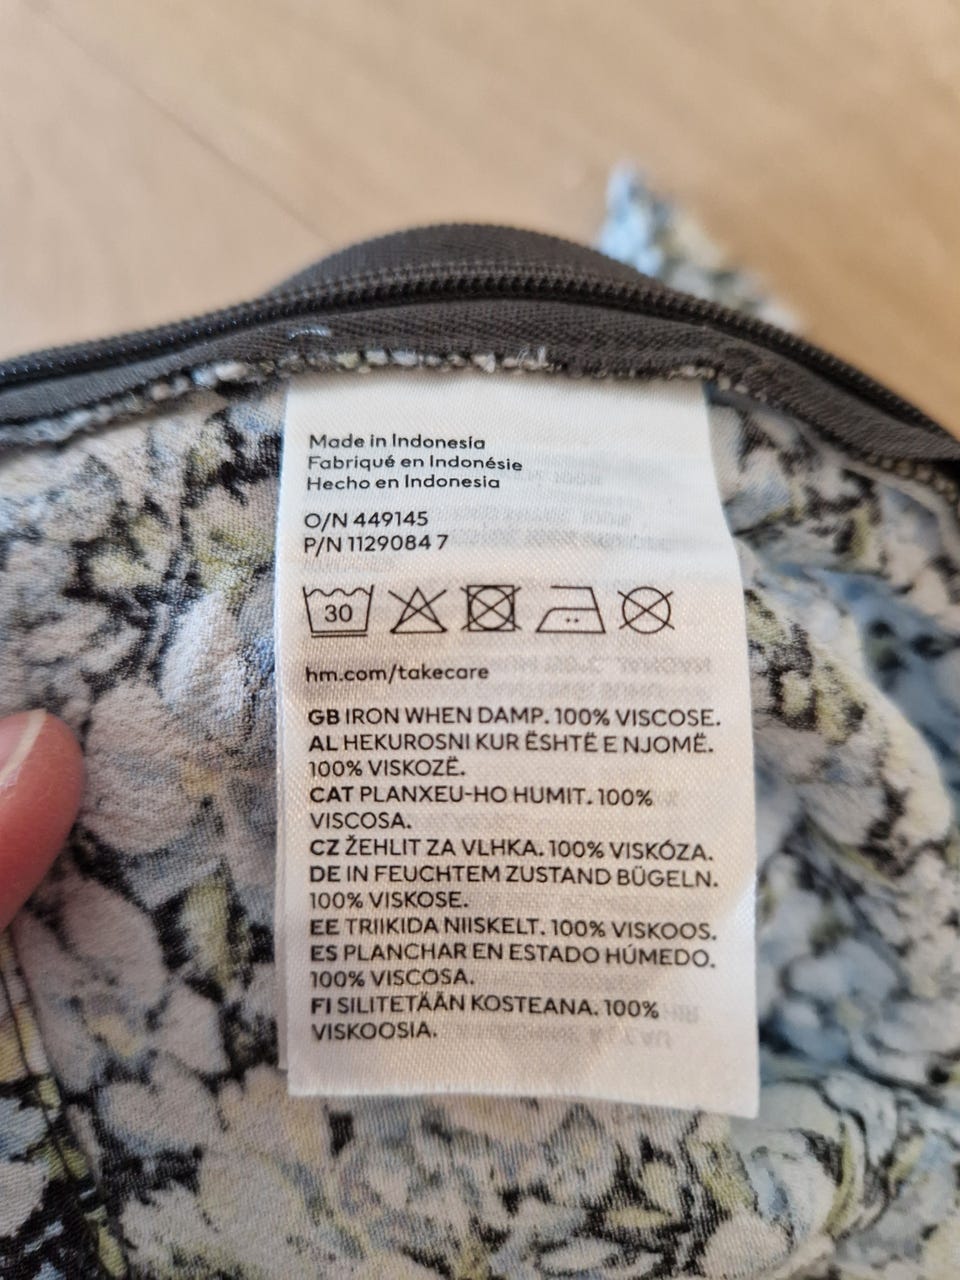 Made in Indonesia
Fabriqué en Indonésie
Hecho en Indonesia
O/N 449145
P/N 1129084 7
30
hm.com/takecare
GB IRON WHEN DAMP. 100% VISCOSE.
AL HEKUROSNI KUR ËSHTË E NJOMË.
100% VISKOZË.
CAT PLANXEU-HO HUMIT. 100%
VISCOSA.
CZ ŽEHLIT ZA VLHKA. 100% VISKÓZA.
DE IN FEUCHTEM ZUSTAND BÜGELN.
100% VISKOSE.
EE TRIIKIDA NIISKELT. 100% VISKOOS.
ES PLANCHAR EN ESTADO HÚMEDO.
100% VISCOSA.
FI SILITETÄÄN KOSTEANA. 100%
VISKOOSIA.